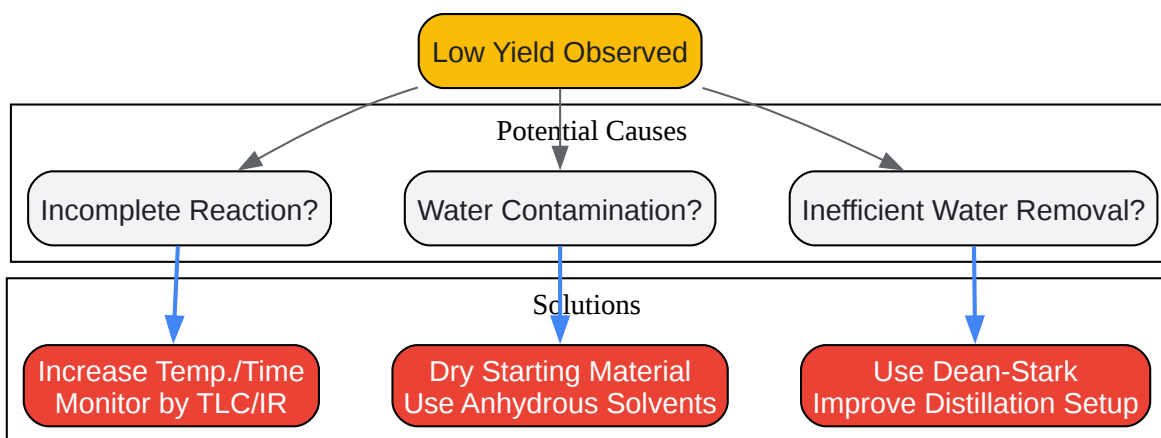 Low Yield Observed
Potential Causes
Incomplete Reaction?
Water Contamination?
Inefficient Water Removal?
Solutions
Increase Temp./Time
Monitor by TLC/IR
Dry Starting Material
Use Anhydrous Solvents
Use Dean-Stark
Improve Distillation Setup